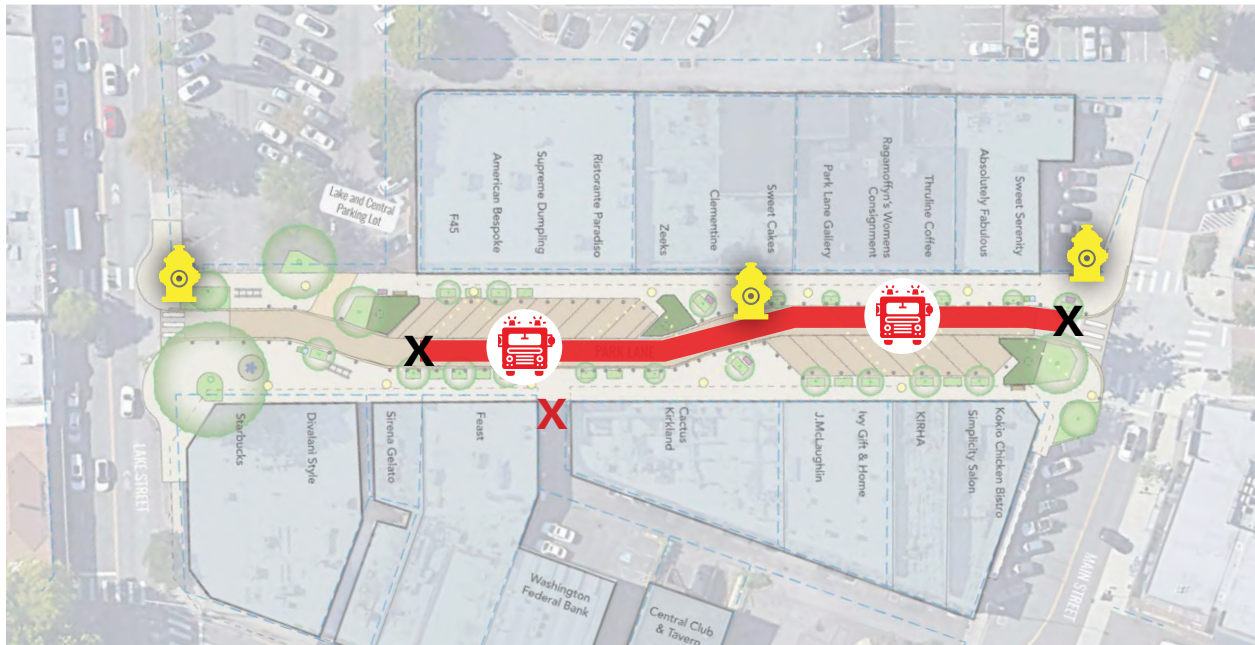 Lake and Central
Parking Lot
F45
American Bespoke
Supreme Dumpling
Ristorante Paradiso
Zeeks
Clementine
Sweet Cakes
Park Lane Gallery
Ragamoffyn's Womens
Consignment
Thruline Coffee
Absolutely Fabulous
Sweet Serenity
X
PARK LANE
X
X
LAKE STREET
Starbucks
Divalani Style
Sirena Gelato
Feast
Cactus
Kirkland
J.McLaughlin
Ivy Gift & Home
KIRHA
Simplicity Salon
Kokio Chicken Bistro
MAIN STREET
Washington
Federal Bank
Central Club
& Tavern